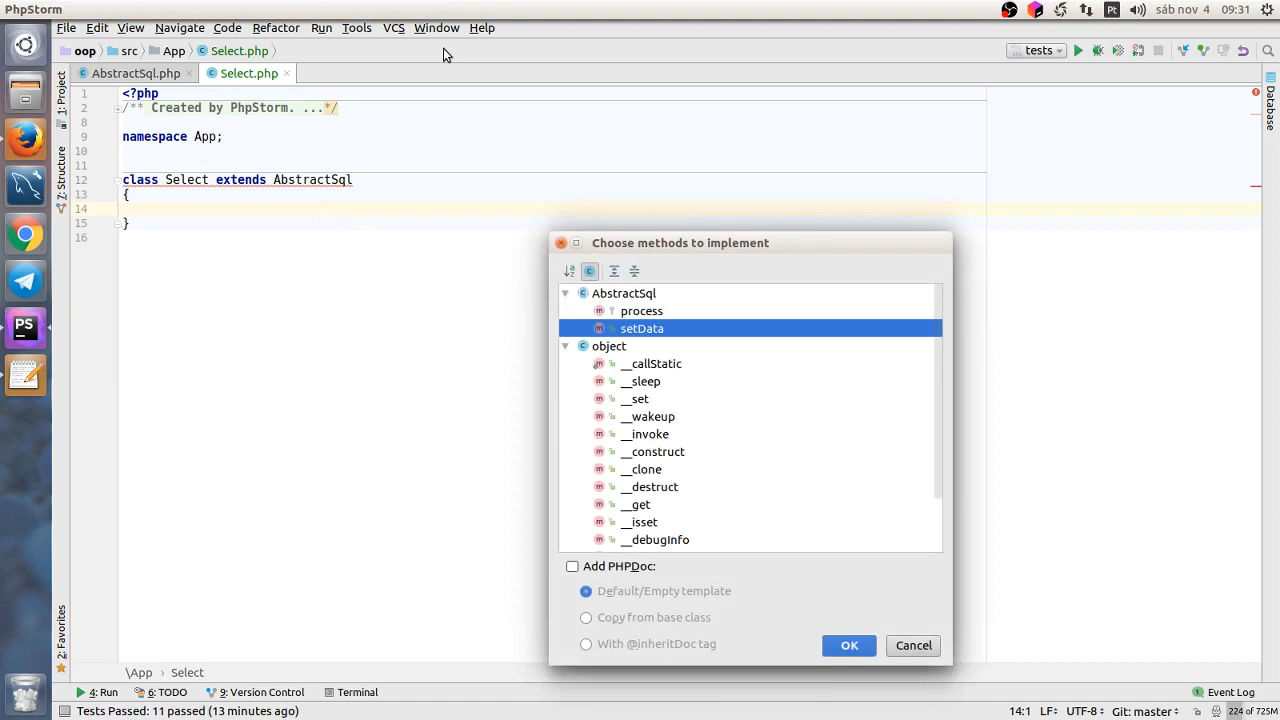 PhpStorm
Pt
sáb nov 4
09:31
File Edit View Navigate Code Refactor Run Tools VCS Window Help
oop src App Select.php
tests
AbstractSql.php
Select.php
1: Project
7: Structure
2: Favorites
Database
1 <?php
2 /** Created by PhpStorm. ...*/
8
9 namespace App;
10
11
12 class Select extends AbstractSql
13 {
14
15 }
16
Choose methods to implement
AbstractSql
process
setData
object
__callStatic
__sleep
__set
__wakeup
__invoke
__construct
__clone
__destruct
__get
__isset
__debugInfo
Add PHPDoc:
Default/Empty template
Copy from base class
With @inheritDoc tag
OK
Cancel
\App Select
4: Run 6: TODO 9: Version Control Terminal
1 Event Log
Tests Passed: 11 passed (13 minutes ago)
14:1 LF÷ UTF-8÷ Git: master÷ 224 of 725M